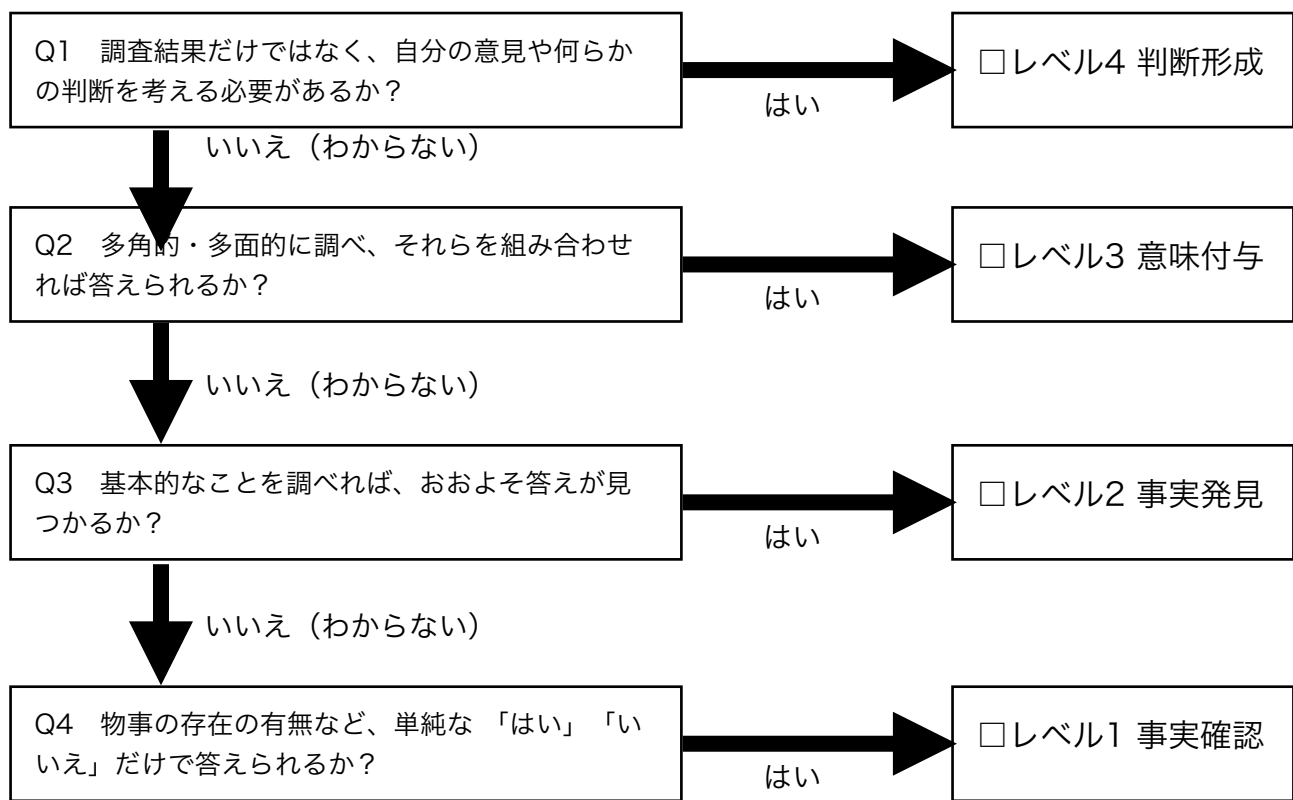 Q1　調査結果だけではなく、自分の意見や何らか
の判断を考える必要があるか？
□レベル4 判断形成
はい
いいえ（わからない）
Q2　多角的・多面的に調べ、それらを組み合わせ
れば答えられるか？
□レベル3 意味付与
はい
いいえ（わからない）
Q3　基本的なことを調べれば、おおよそ答えが見
つかるか？
□レベル2 事実発見
はい
いいえ（わからない）
Q4　物事の存在の有無など、単純な 「はい」「い
いえ」だけで答えられるか？
□レベル1 事実確認
はい